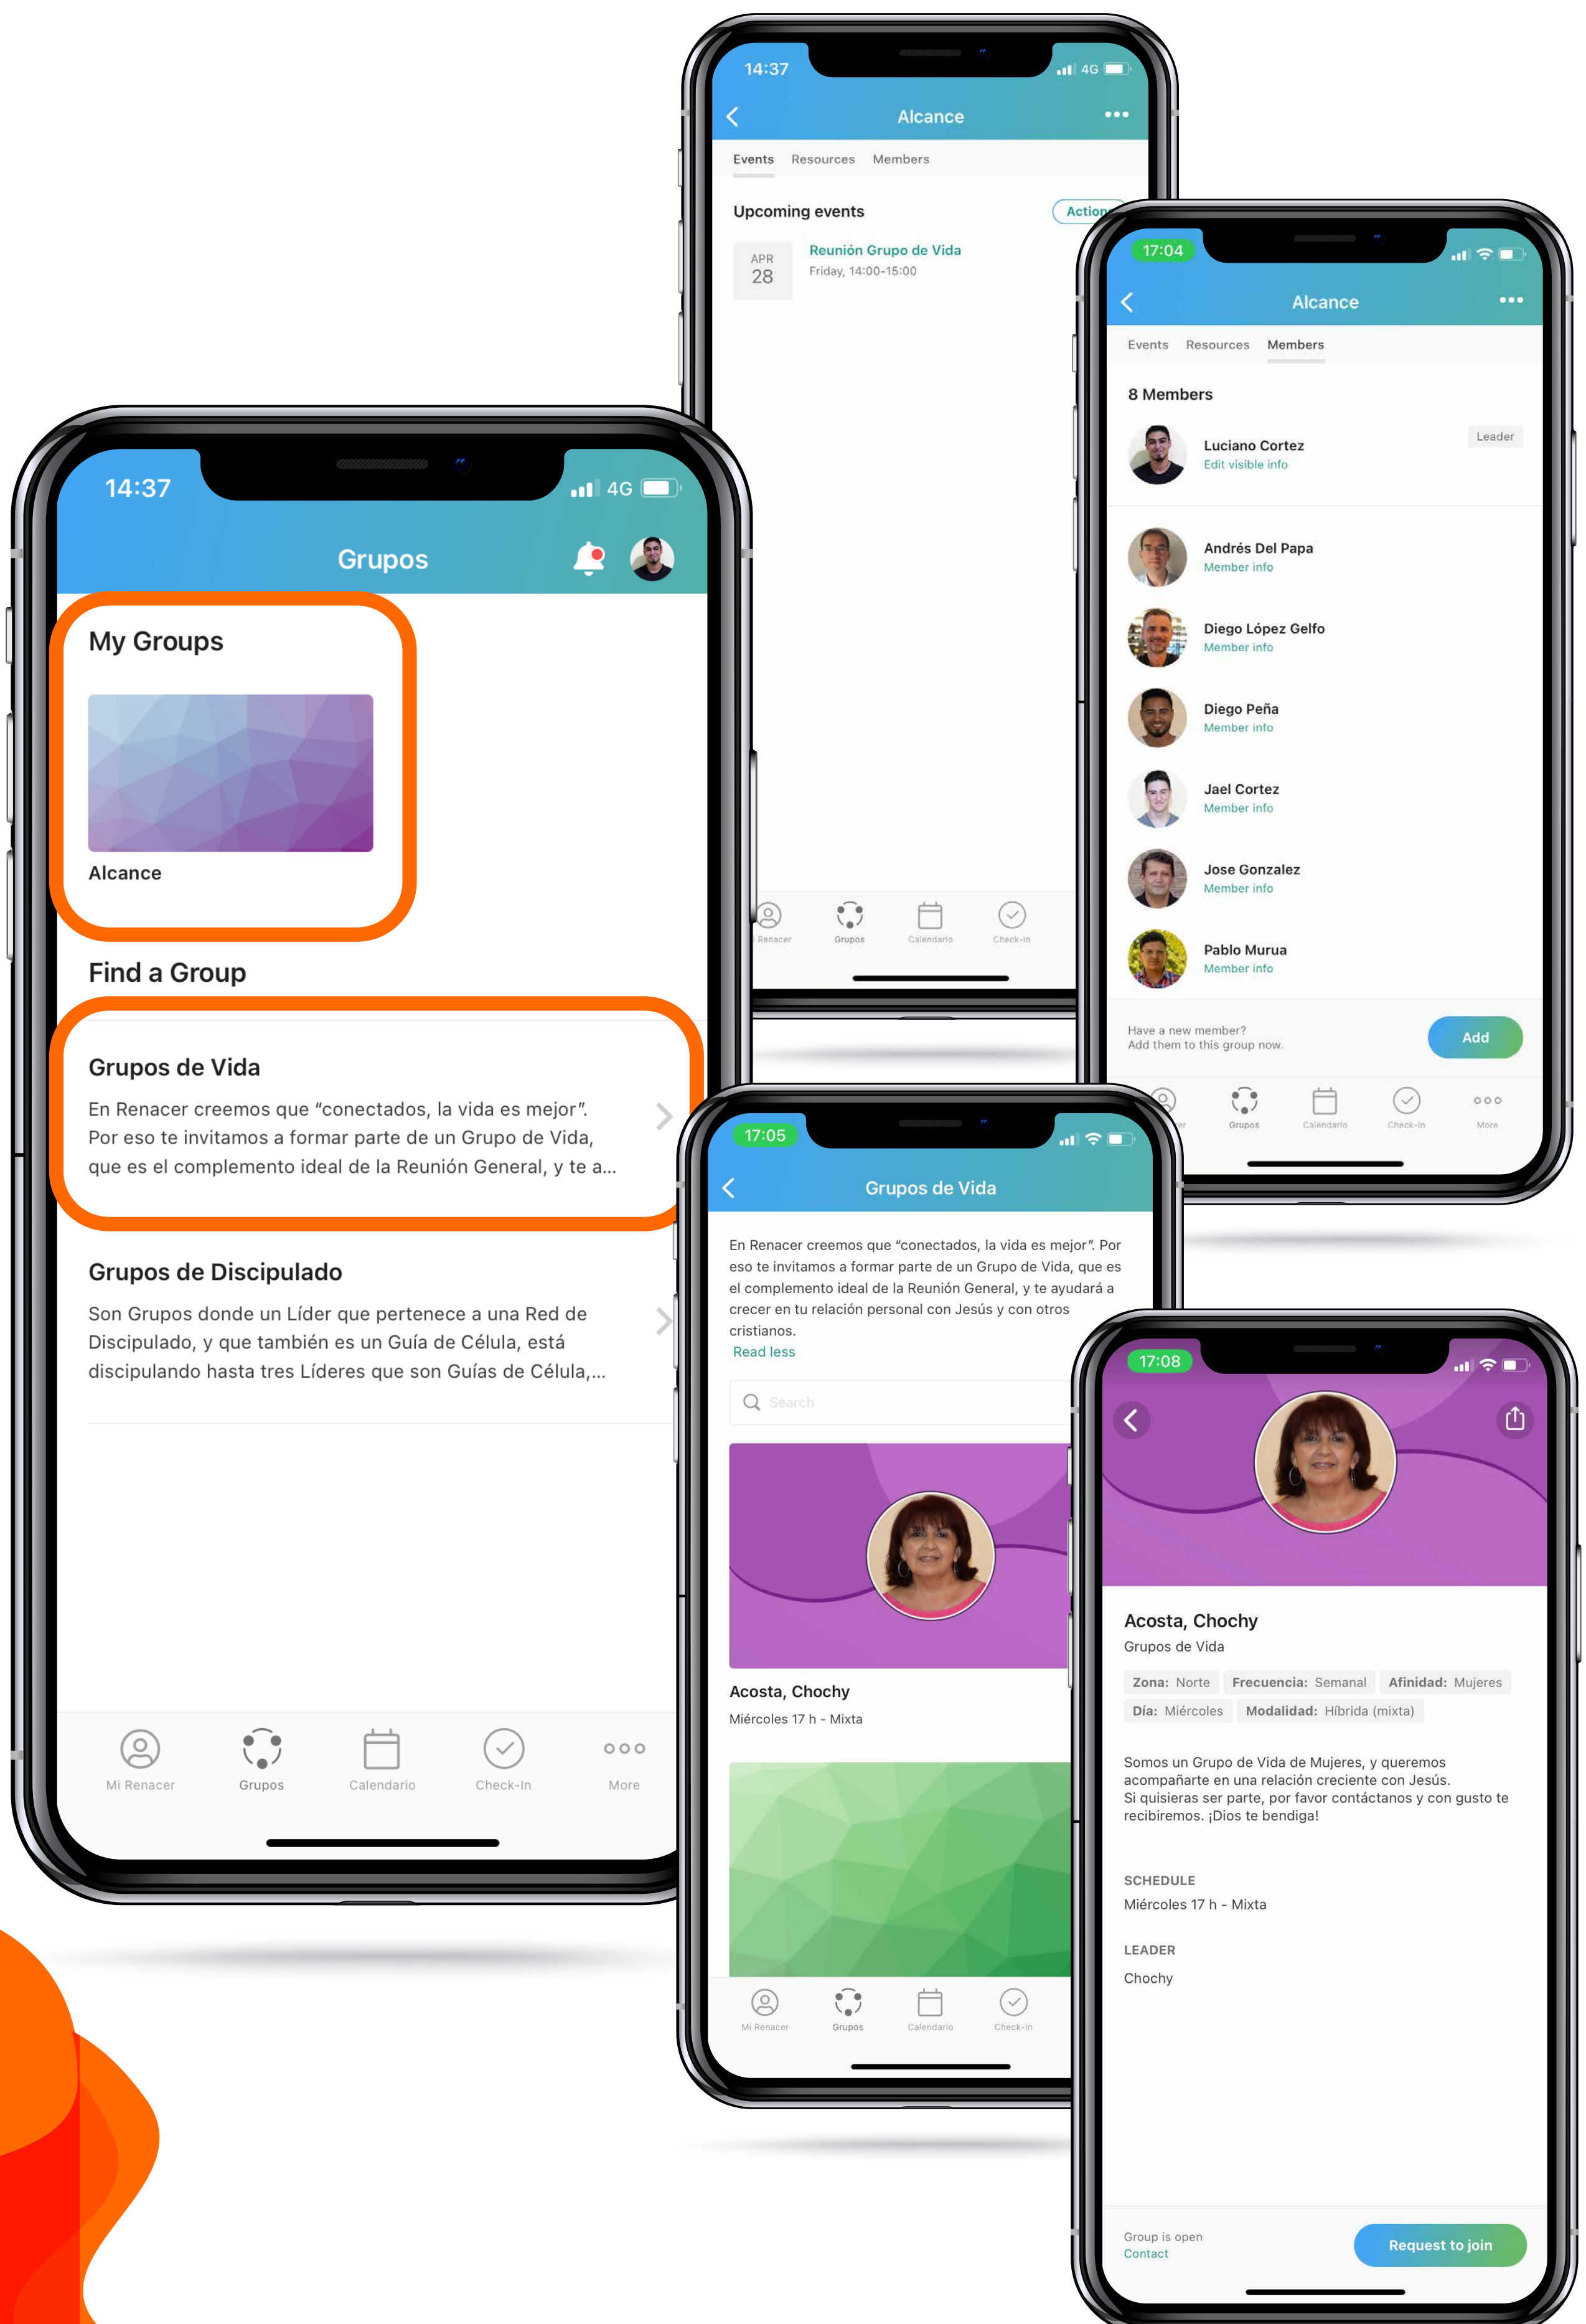 14:37
4G
Alcance
Events Resources Members
Upcoming events
APR
28
Reunión Grupo de Vida
Friday, 14:00-15:00
Renacer Grupos Calendario Check-In
17:04
Alcance
Events Resources Members
8 Members
Luciano Cortez
Leader
Edit visible info
Andrés Del Papa
Member info
Diego López Gelfo
Member info
Diego Peña
Member info
Jael Cortez
Member info
Jose Gonzalez
Member info
Pablo Murua
Member info
Have a new member?
Add them to this group now.
Add
Grupos Calendario Check-In More
14:37
4G
Grupos
My Groups
Alcance
Find a Group
Grupos de Vida
En Renacer creemos que “conectados, la vida es mejor”.
Por eso te invitamos a formar parte de un Grupo de Vida,
que es el complemento ideal de la Reunión General, y te a...
Grupos de Discipulado
Son Grupos donde un Líder que pertenece a una Red de
Discipulado, y que también es un Guía de Célula, está
discipulando hasta tres Líderes que son Guías de Célula,...
Mi Renacer Grupos Calendario Check-In More
17:05
Grupos de Vida
En Renacer creemos que “conectados, la vida es mejor”. Por
eso te invitamos a formar parte de un Grupo de Vida, que es
el complemento ideal de la Reunión General, y te ayudará a
crecer en tu relación personal con Jesús y con otros
cristianos.
Read less
Search
Acosta, Chochy
Miércoles 17 h - Mixta
Mi Renacer Grupos Calendario Check-In
17:08
Acosta, Chochy
Grupos de Vida
Zona: Norte Frecuencia: Semanal Afinidad: Mujeres
Día: Miércoles Modalidad: Híbrida (mixta)
Somos un Grupo de Vida de Mujeres, y queremos
acompañarte en una relación creciente con Jesús.
Si quisieras ser parte, por favor contáctanos y con gusto te
recibiremos. ¡Dios te bendiga!
SCHEDULE
Miércoles 17 h - Mixta
LEADER
Chochy
Group is open
Contact
Request to join